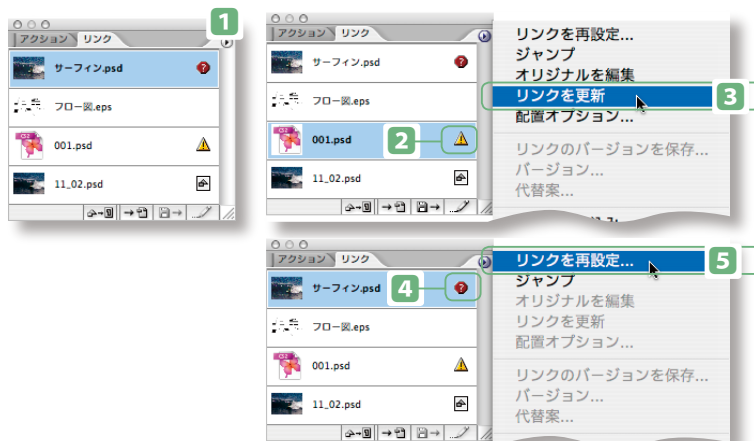 1
アクション リンク
サーフィン.psd
フロー図.eps
001.psd
11_02.psd
アクション リンク
サーフィン.psd
フロー図.eps
001.psd
2
11_02.psd
リンクを再設定...
ジャンプ
オリジナルを編集
リンクを更新
3
配置オプション...
リンクのバージョンを保存...
バージョン...
代替案...
アクション リンク
サーフィン.psd
4
フロー図.eps
001.psd
11_02.psd
リンクを再設定...
5
ジャンプ
オリジナルを編集
リンクを更新
配置オプション...
リンクのバージョンを保存...
バージョン...
代替案...